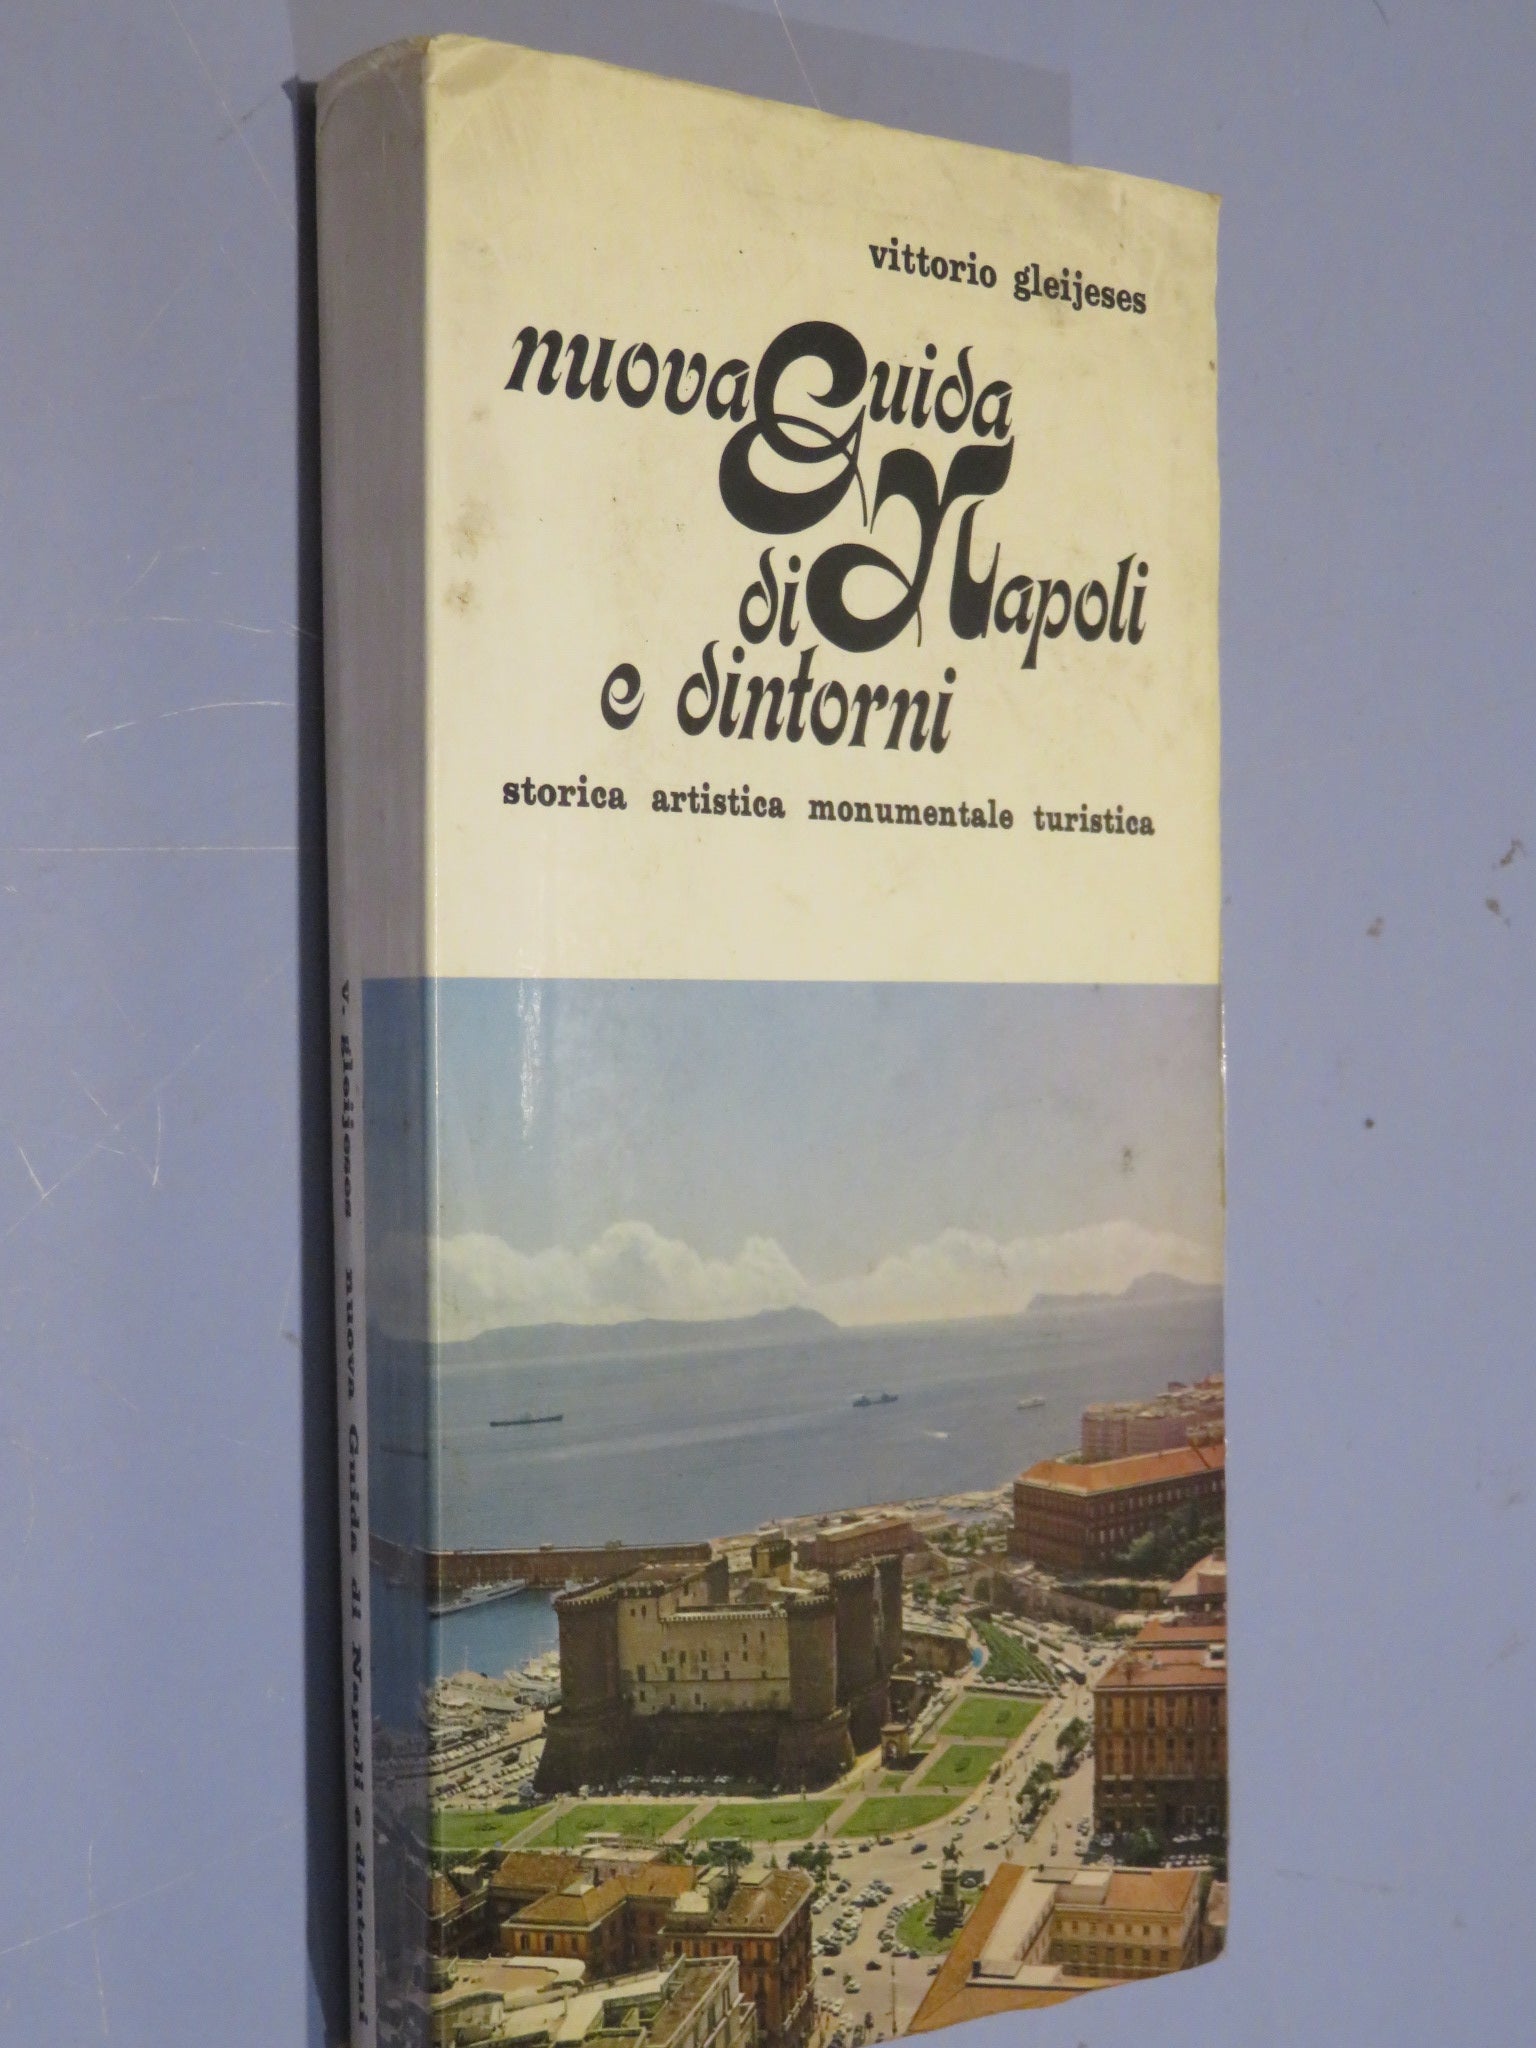 vittorio gleijeses
nuova Guida
di Napoli
e dintorni
storica artistica monumentale turistica
v. gleijeses nuova Guida di Napoli e dintorni